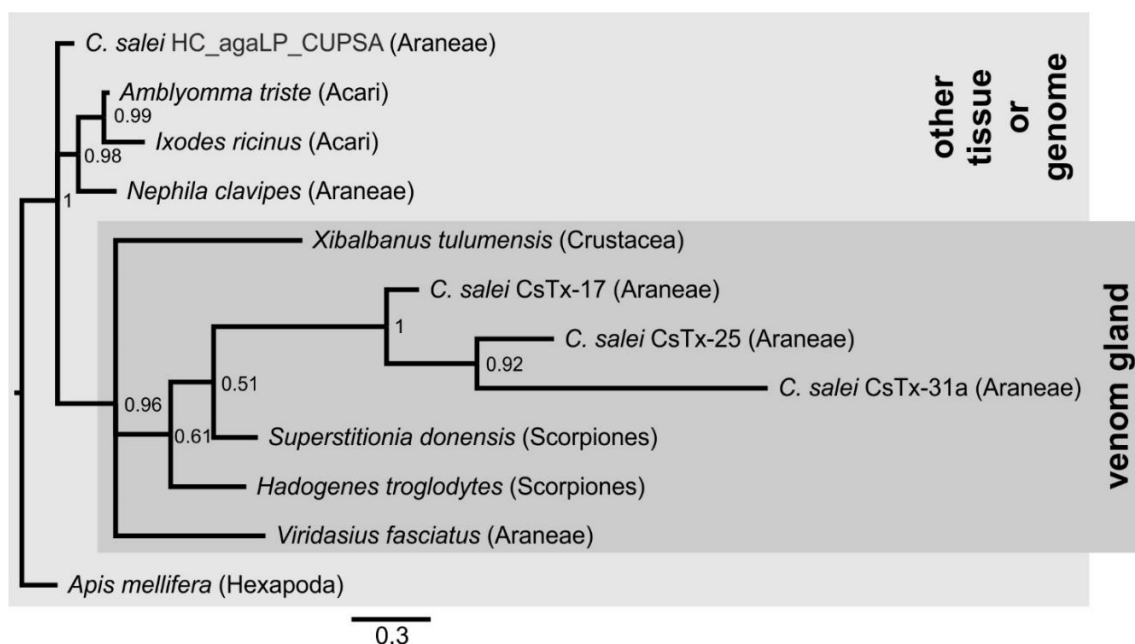 C. salei HC_agaLP_CUPSA (Araneae)
Amblyomma triste (Acari)
0.99
Ixodes ricinus (Acari)
0.98
Nephila clavipes (Araneae)
1
other
tissue
or
genome
Xibalbanus tulumensis (Crustacea)
C. salei CsTx-17 (Araneae)
1
C. salei CsTx-25 (Araneae)
0.92
0.51
C. salei CsTx-31a (Araneae)
0.96
0.61
Superstitionia donensis (Scorpiones)
Hadogenes troglodytes (Scorpiones)
Viridasius fasciatus (Araneae)
venom gland
Apis mellifera (Hexapoda)
0.3